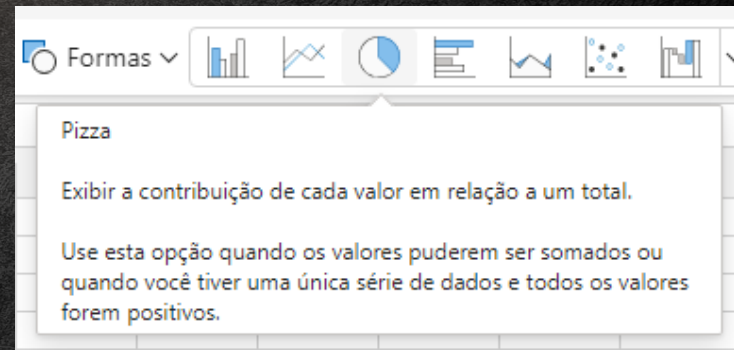 Formas
Pizza
Exibir a contribuição de cada valor em relação a um total.
Use esta opção quando os valores puderem ser somados ou
quando você tiver uma única série de dados e todos os valores
forem positivos.